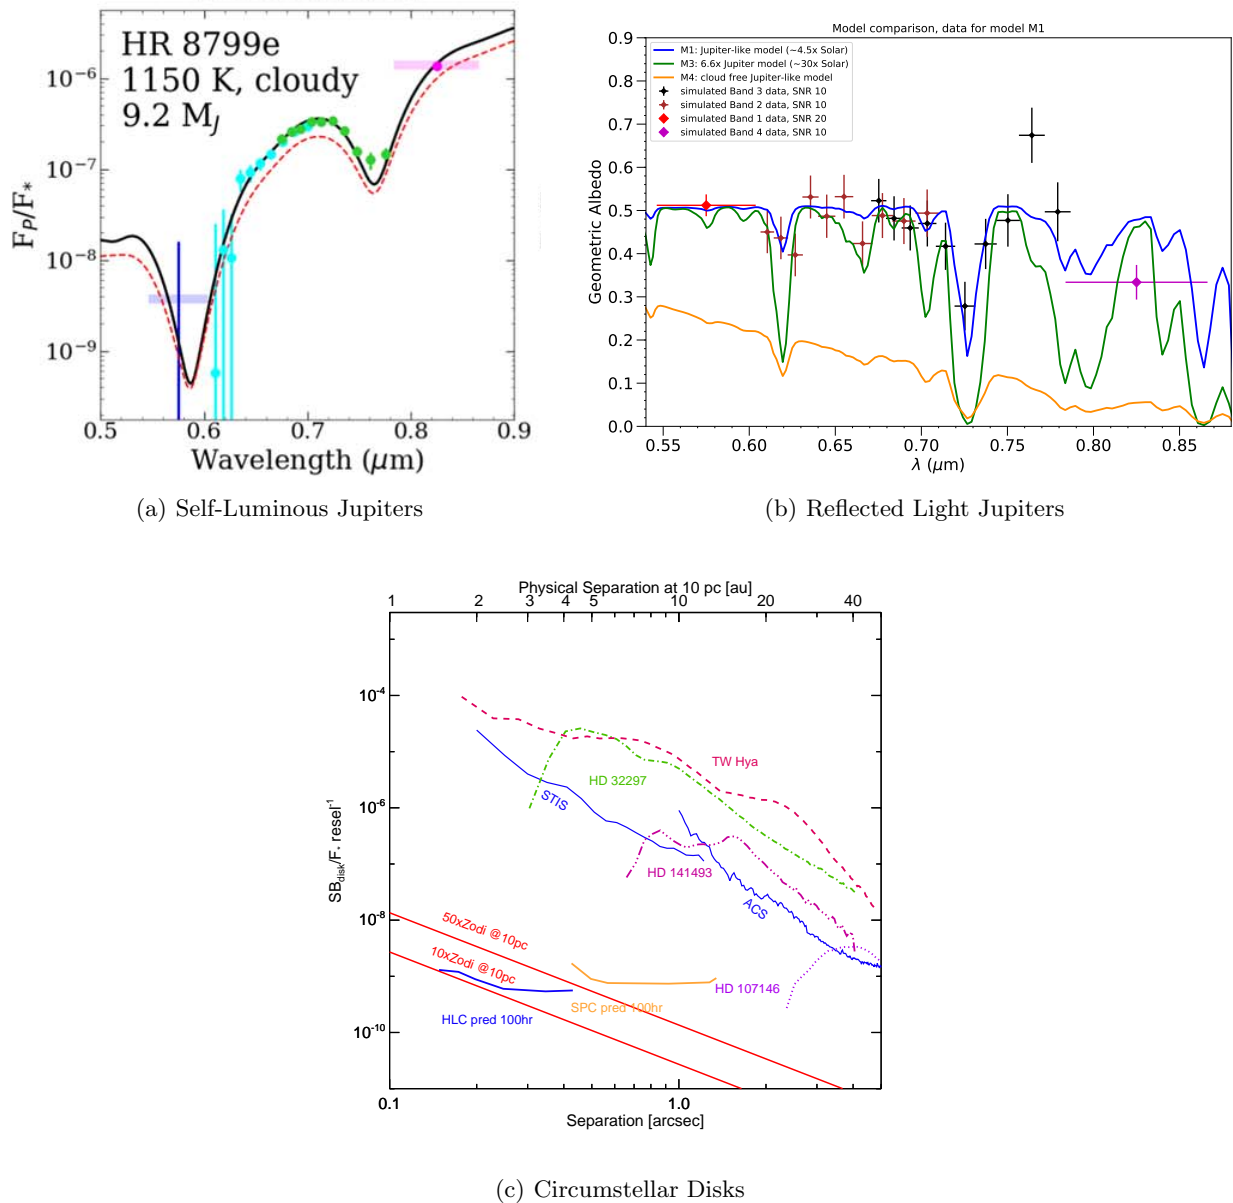 HR 8799e
1150 K, cloudy
9.2 M_J
10⁻⁶
10⁻⁷
10⁻⁸
10⁻⁹
F_P/F_*
0.5 0.6 0.7 0.8 0.9
Wavelength (μm)
(a) Self-Luminous Jupiters
Model comparison, data for model M1
M1: Jupiter-like model (~4.5x Solar)
M3: 6.6x Jupiter model (~30x Solar)
M4: cloud free Jupiter-like model
simulated Band 3 data, SNR 10
simulated Band 2 data, SNR 10
simulated Band 1 data, SNR 20
simulated Band 4 data, SNR 10
0.9
0.8
0.7
0.6
0.5
0.4
0.3
0.2
0.1
0.0
Geometric Albedo
0.55 0.60 0.65 0.70 0.75 0.80 0.85
λ (μm)
(b) Reflected Light Jupiters
Physical Separation at 10 pc [au]
1 2 3 4 5 10 20 40
10⁻⁴
10⁻⁶
10⁻⁸
10⁻¹⁰
SB_disk/F. resel⁻¹
TW Hya
HD 32297
STIS
HD 141493
ACS
50xZodi @10pc
10xZodi @10pc
HD 107146
SPC pred 100hr
HLC pred 100hr
0.1 1.0
Separation [arcsec]
(c) Circumstellar Disks